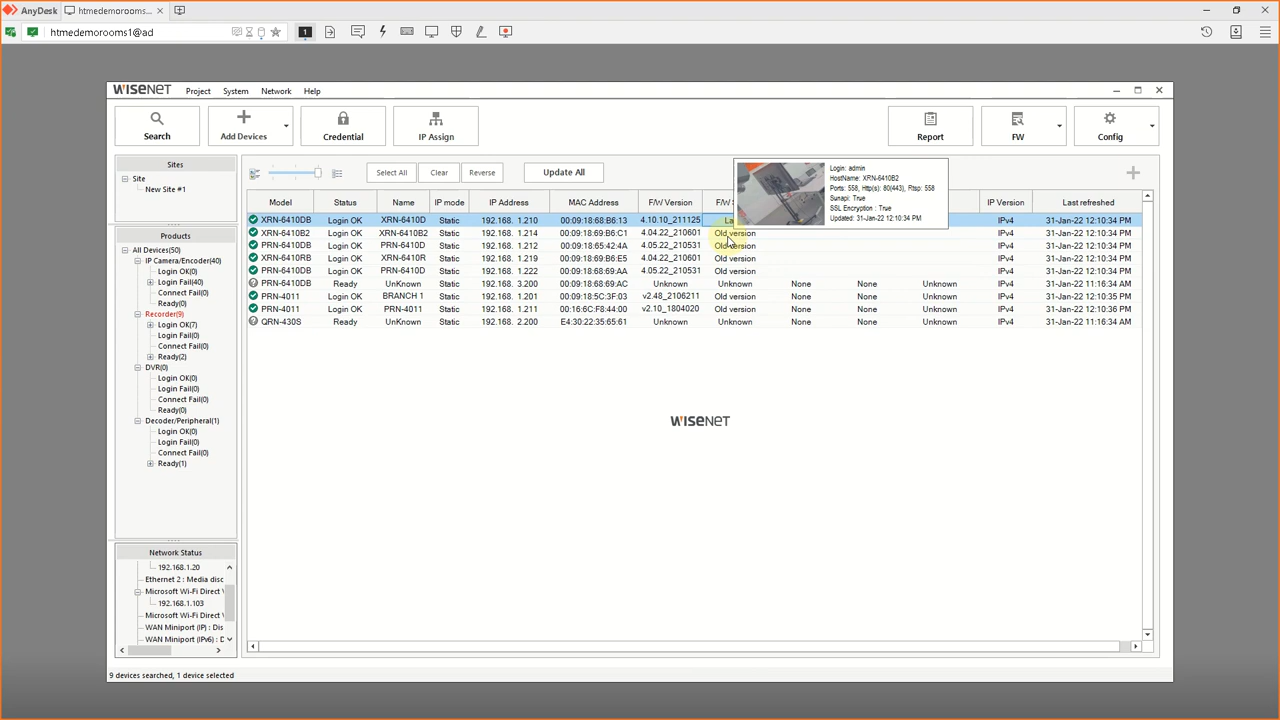 AnyDesk htmedemorooms...
htmedemorooms1@ad 1
WISENET Project System Network Help
Search Add Devices Credential IP Assign Report FW Config
Sites
Site
New Site #1
Products
All Devices(50)
IP Camera/Encoder(40)
Login OK(0)
Login Fail(40)
Connect Fail(0)
Ready(0)
Recorder(9)
Login OK(7)
Login Fail(0)
Connect Fail(0)
Ready(2)
DVR(0)
Login OK(0)
Login Fail(0)
Connect Fail(0)
Ready(0)
Decoder/Peripheral(1)
Login OK(0)
Login Fail(0)
Connect Fail(0)
Ready(1)
Network Status
192.168.1.20
Ethernet 2 : Media disc
Microsoft Wi-Fi Direct V
192.168.1.103
Microsoft Wi-Fi Direct V
WAN Miniport (IP) : Dis
WAN Miniport (IPv6) : D
Select All Clear Reverse Update All
Login: admin
HostName: XRN-6410B2
Ports: 558, Http(s): 80(443), Rtsp: 558
Sunapi: True
SSL Encryption : True
Updated: 31-Jan-22 12:10:34 PM
Model Status Name IP mode IP Address MAC Address F/W Version F/W S IP Version Last refreshed
XRN-6410DB Login OK XRN-6410D Static 192.168. 1.210 00:09:18:68:B6:13 4.10.10_211125 La IPv4 31-Jan-22 12:10:34 PM
XRN-6410B2 Login OK XRN-6410B2 Static 192.168. 1.214 00:09:18:69:B6:C1 4.04.22_210601 Old version IPv4 31-Jan-22 12:10:34 PM
PRN-6410DB Login OK PRN-6410D Static 192.168. 1.212 00:09:18:65:42:4A 4.05.22_210531 Old version IPv4 31-Jan-22 12:10:34 PM
XRN-6410RB Login OK XRN-6410R Static 192.168. 1.219 00:09:18:68:B6:E5 4.04.22_210601 Old version IPv4 31-Jan-22 12:10:34 PM
PRN-6410DB Login OK PRN-6410D Static 192.168. 1.222 00:09:18:68:69:AA 4.05.22_210531 Old version IPv4 31-Jan-22 12:10:34 PM
PRN-6410DB Ready UnKnown Static 192.168. 3.200 00:09:18:68:69:AC Unknown Unknown None None Unknown IPv4 31-Jan-22 11:16:34 AM
PRN-4011 Login OK BRANCH 1 Static 192.168. 1.201 00:09:18:5C:3F:03 v2.48_2106211 Old version None None Unknown IPv4 31-Jan-22 12:10:35 PM
PRN-4011 Login OK PRN-4011 Static 192.168. 1.211 00:16:6C:F8:44:00 v2.10_1804020 Old version None None Unknown IPv4 31-Jan-22 12:10:36 PM
QRN-430S Ready UnKnown Static 192.168. 2.200 E4:30:22:35:65:61 Unknown Unknown None None Unknown IPv4 31-Jan-22 11:16:34 AM
WISENET
9 devices searched, 1 device selected